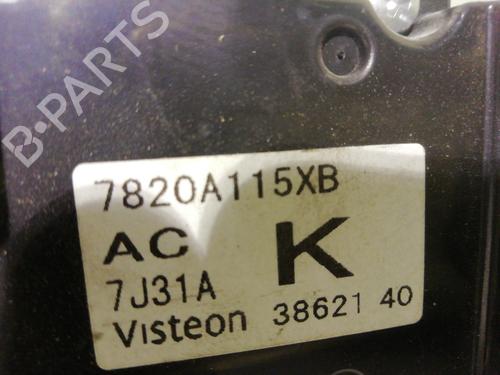 B-PARTS
7820A115XB
AC K
7J31A
Visteon 38621 40